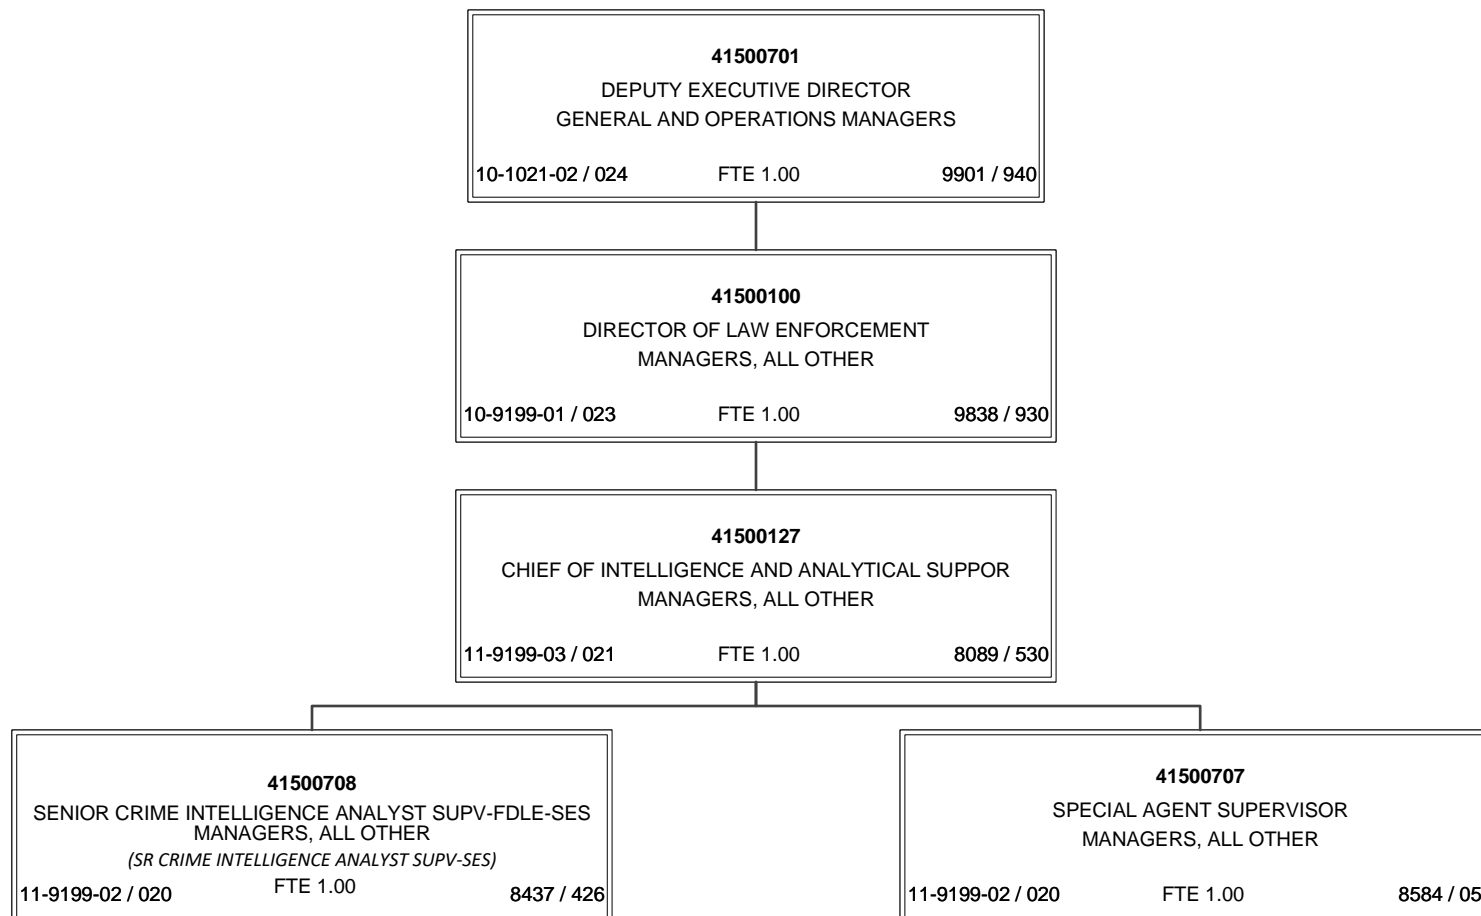 41500701
DEPUTY EXECUTIVE DIRECTOR
GENERAL AND OPERATIONS MANAGERS
10-1021-02 / 024 FTE 1.00 9901 / 940
41500100
DIRECTOR OF LAW ENFORCEMENT
MANAGERS, ALL OTHER
10-9199-01 / 023 FTE 1.00 9838 / 930
41500127
CHIEF OF INTELLIGENCE AND ANALYTICAL SUPPOR
MANAGERS, ALL OTHER
11-9199-03 / 021 FTE 1.00 8089 / 530
41500708
SENIOR CRIME INTELLIGENCE ANALYST SUPV-FDLE-SES
MANAGERS, ALL OTHER
(SR CRIME INTELLIGENCE ANALYST SUPV-SES)
11-9199-02 / 020 FTE 1.00 8437 / 426
41500707
SPECIAL AGENT SUPERVISOR
MANAGERS, ALL OTHER
11-9199-02 / 020 FTE 1.00 8584 / 05